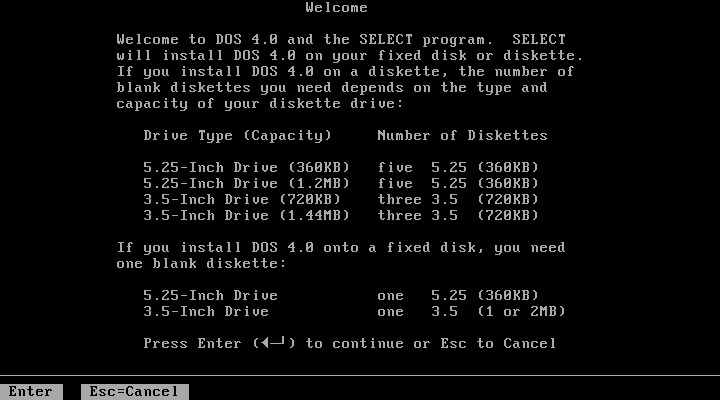 Welcome
Welcome to DOS 4.0 and the SELECT program.  SELECT
will install DOS 4.0 on your fixed disk or diskette.
If you install DOS 4.0 on a diskette, the number of
blank diskettes you need depends on the type and
capacity of your diskette drive:
Drive Type (Capacity)     Number of Diskettes
5.25-Inch Drive (360KB)   five  5.25 (360KB)
5.25-Inch Drive (1.2MB)   five  5.25 (360KB)
3.5-Inch Drive (720KB)    three 3.5  (720KB)
3.5-Inch Drive (1.44MB)   three 3.5  (720KB)
If you install DOS 4.0 onto a fixed disk, you need
one blank diskette:
5.25-Inch Drive           one   5.25 (360KB)
3.5-Inch Drive            one   3.5  (1 or 2MB)
Press Enter (◄─┘) to continue or Esc to Cancel
Enter   Esc=Cancel